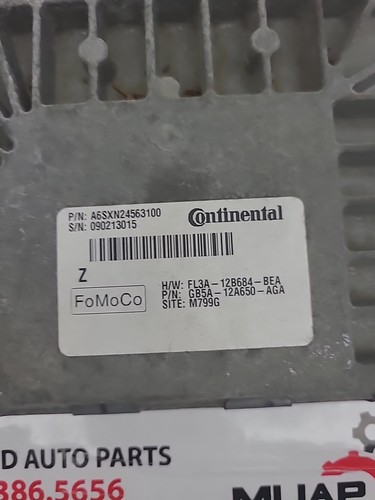 P/N: A6SXN24563100
S/N: 090213015
Continental
Z
FoMoCo
H/W: FL3A-12B684-BEA
P/N: GB5A-12A650-AGA
SITE: M799G
D AUTO PARTS
386.5656
MUAP